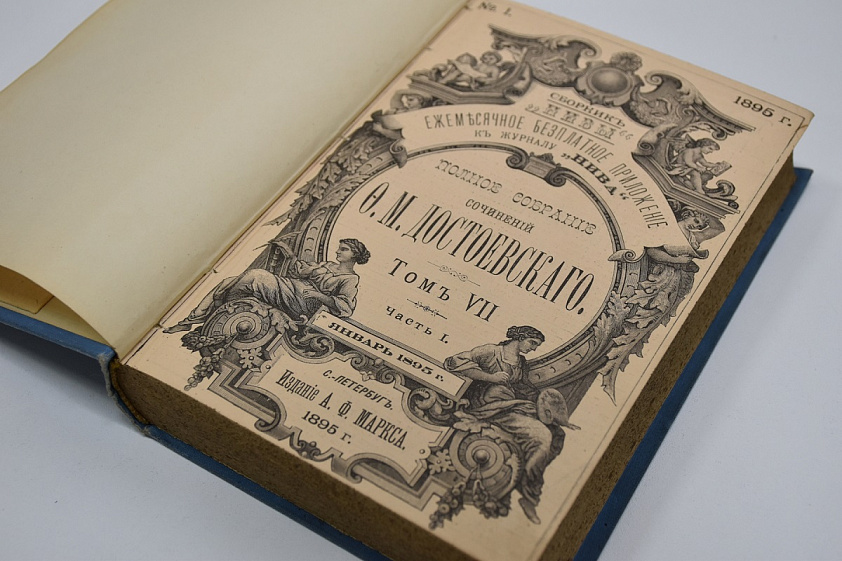 № 1.
1895 г.
СБОРНИКЪ
„НИВЫ“
ЕЖЕМѢСЯЧНОЕ БЕЗПЛАТНОЕ ПРИЛОЖЕНІЕ
КЪ ЖУРНАЛУ „НИВА“
ПОЛНОЕ СОБРАНІЕ
СОЧИНЕНІЙ
Ѳ. М. ДОСТОЕВСКАГО.
Томъ VII
Часть I.
ЯНВАРЬ 1895 г.
С.-ПЕТЕРБУГЪ.
Изданіе А. Ф. МАРКСА.
1895 г.